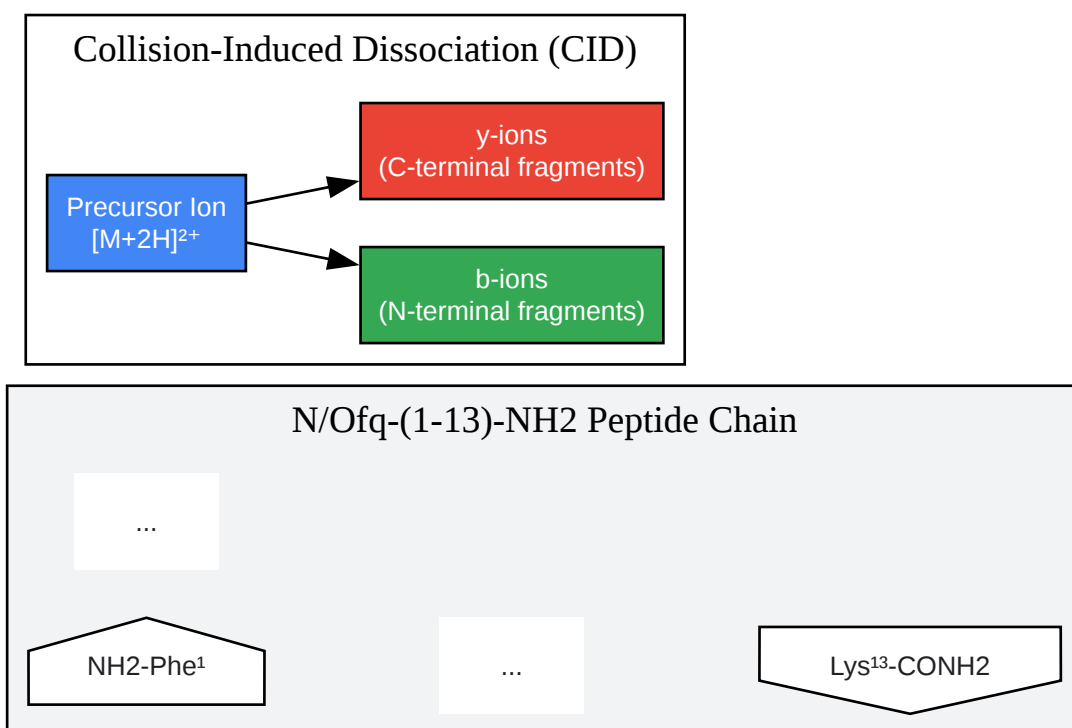 Collision-Induced Dissociation (CID)
y-ions
(C-terminal fragments)
Precursor Ion
[M+2H]²⁺
b-ions
(N-terminal fragments)
N/Ofq-(1-13)-NH2 Peptide Chain
...
NH2-Phe¹
...
Lys¹³-CONH2